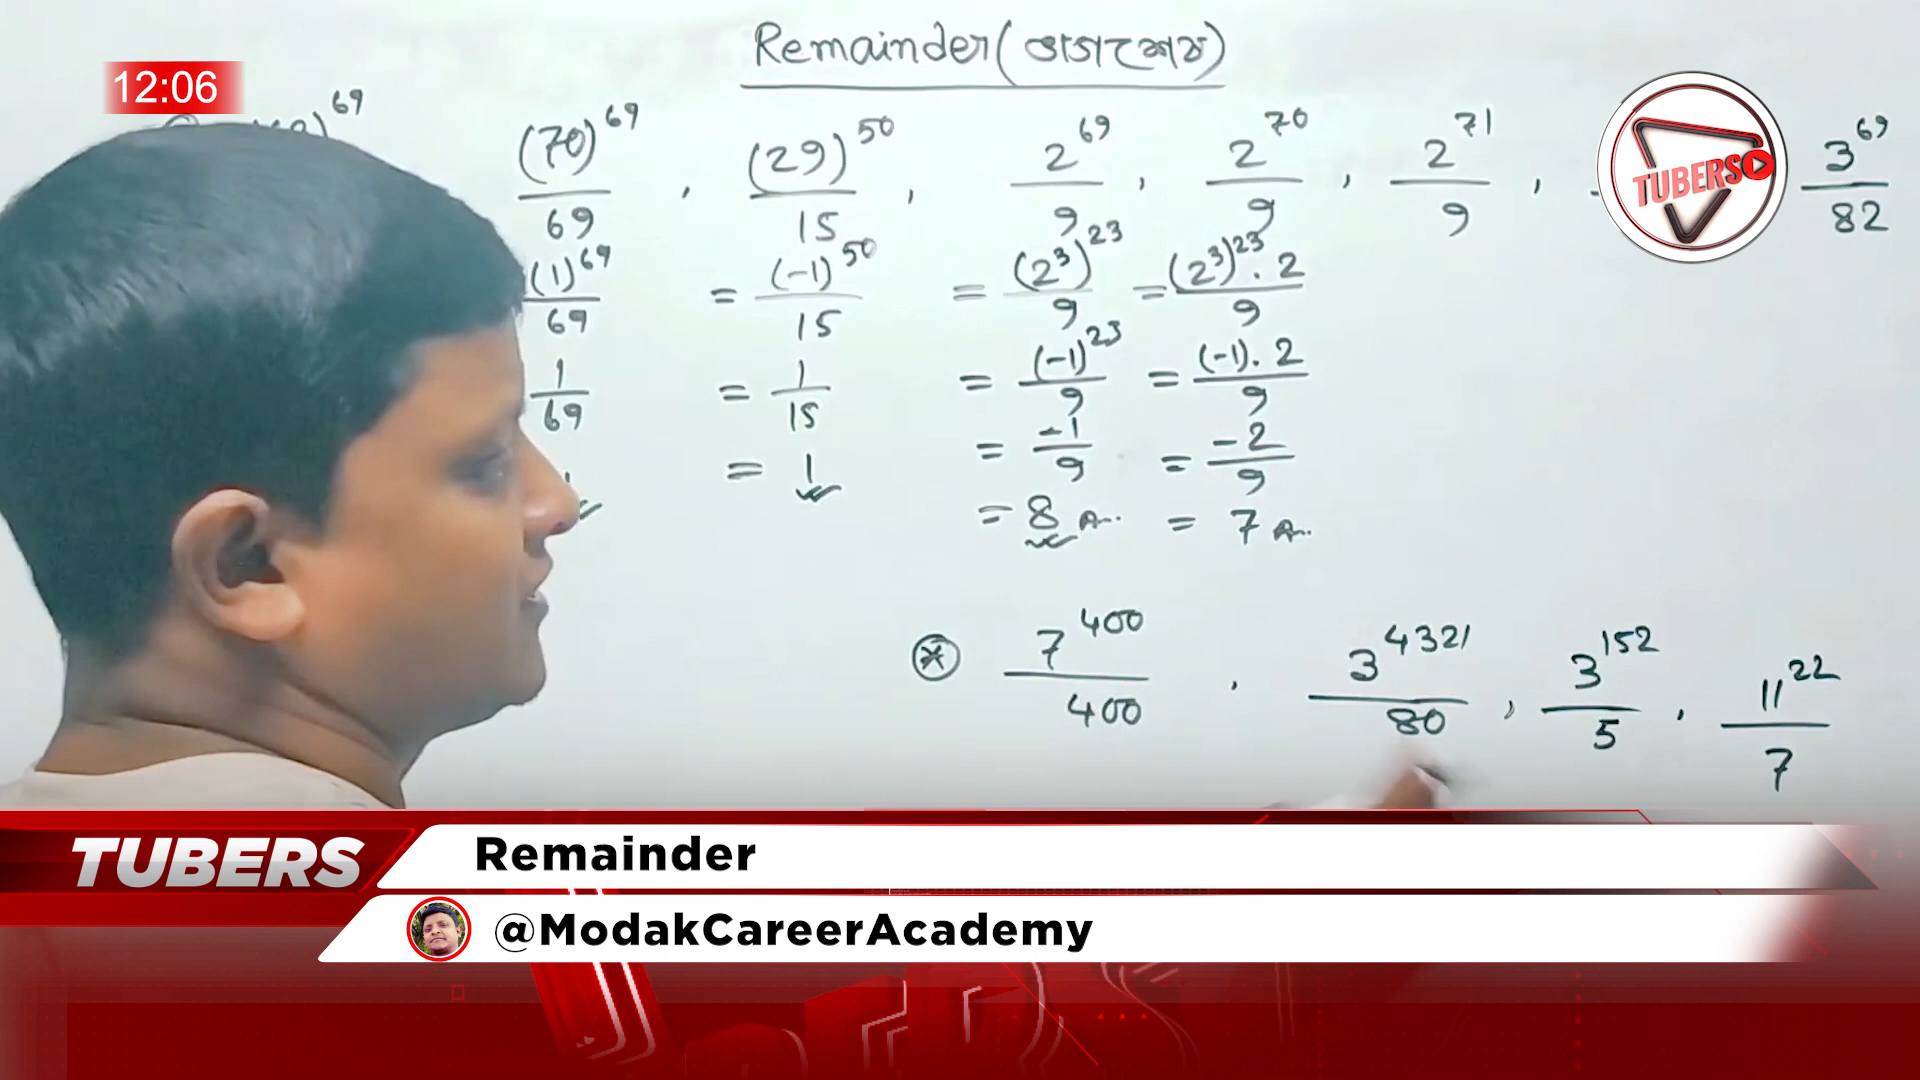 Remainder (ভাগশেষ)
12:06
69
(70)^69 / 69 , (29)^50 / 15 , 2^69 / 9 , 2^70 / 9 , 2^71 / 9 , 3^69 / 82
TUBERS
(1)^69 / 69 = (-1)^50 / 15 = (2^3)^23 / 9 = (2^3)^23 . 2 / 9
1 / 69 = 1 / 15 = (-1)^23 / 9 = (-1) . 2 / 9
= 1 = -1 / 9 = -2 / 9
= 8 A. = 7 A.
* 7^400 / 400 , 3^4321 / 80 , 3^152 / 5 , 11^22 / 7
TUBERS
Remainder
@ModakCareerAcademy